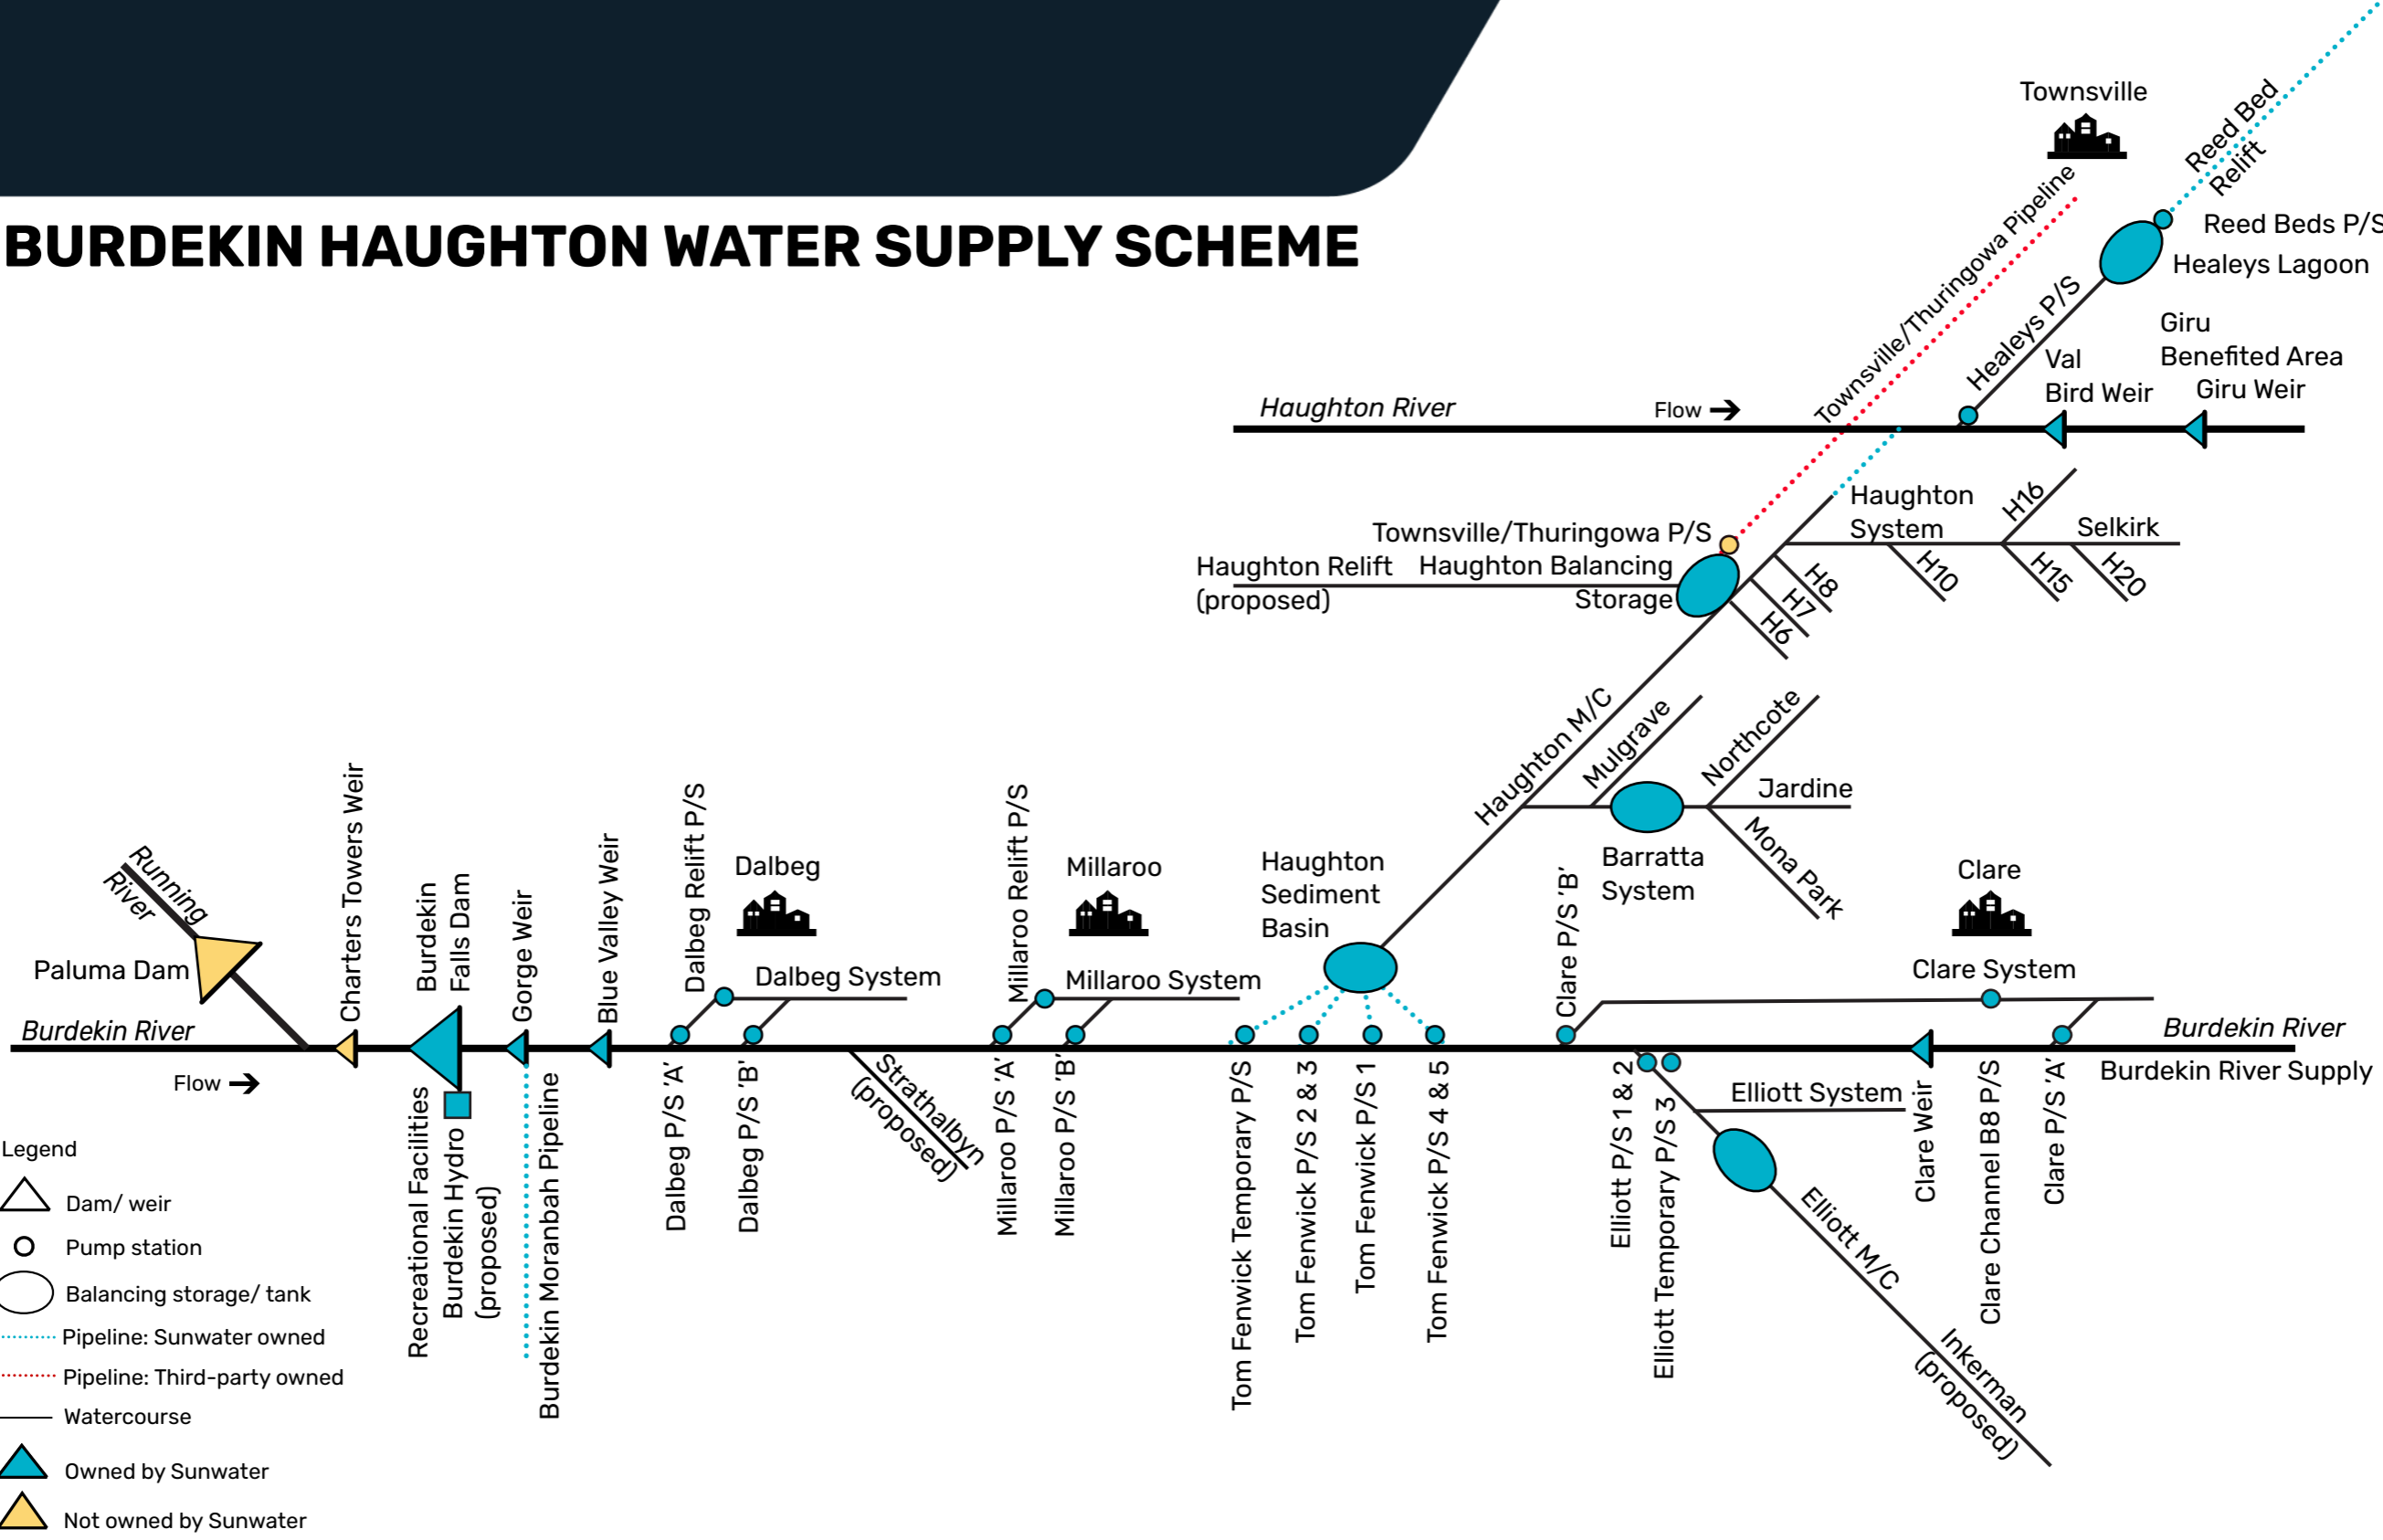 BURDEKIN HAUGHTON WATER SUPPLY SCHEME
Townsville
Reed Bed
Relift
Reed Beds P/S
Healeys Lagoon
Townsville/Thuringowa Pipeline
Healeys P/S
Giru
Benefited Area
Giru Weir
Val
Bird Weir
Haughton River
Flow
Townsville/Thuringowa P/S
Haughton Relift
(proposed)
Haughton Balancing
Storage
Haughton
System
H16
Selkirk
H10
H15
H20
H8
H7
H6
Haughton M/C
Mulgrave
Northcote
Jardine
Mona Park
Barratta
System
Haughton
Sediment
Basin
Clare P/S 'B'
Clare
Clare System
Running
River
Paluma Dam
Charters Towers Weir
Burdekin
Falls Dam
Gorge Weir
Blue Valley Weir
Dalbeg Relift P/S
Dalbeg
Dalbeg System
Millaroo Relift P/S
Millaroo
Millaroo System
Burdekin River
Flow
Burdekin River
Burdekin River Supply
Recreational Facilities
Burdekin Hydro
(proposed)
Burdekin Moranbah Pipeline
Dalbeg P/S 'A'
Dalbeg P/S 'B'
Strathalbyn
(proposed)
Millaroo P/S 'A'
Millaroo P/S 'B'
Tom Fenwick Temporary P/S
Tom Fenwick P/S 2 & 3
Tom Fenwick P/S 1
Tom Fenwick P/S 4 & 5
Elliott P/S 1 & 2
Elliott Temporary P/S 3
Elliott System
Elliott M/C
Inkerman
(proposed)
Clare Weir
Clare Channel B8 P/S
Clare P/S 'A'
Legend
Dam/ weir
Pump station
Balancing storage/ tank
Pipeline: Sunwater owned
Pipeline: Third-party owned
Watercourse
Owned by Sunwater
Not owned by Sunwater